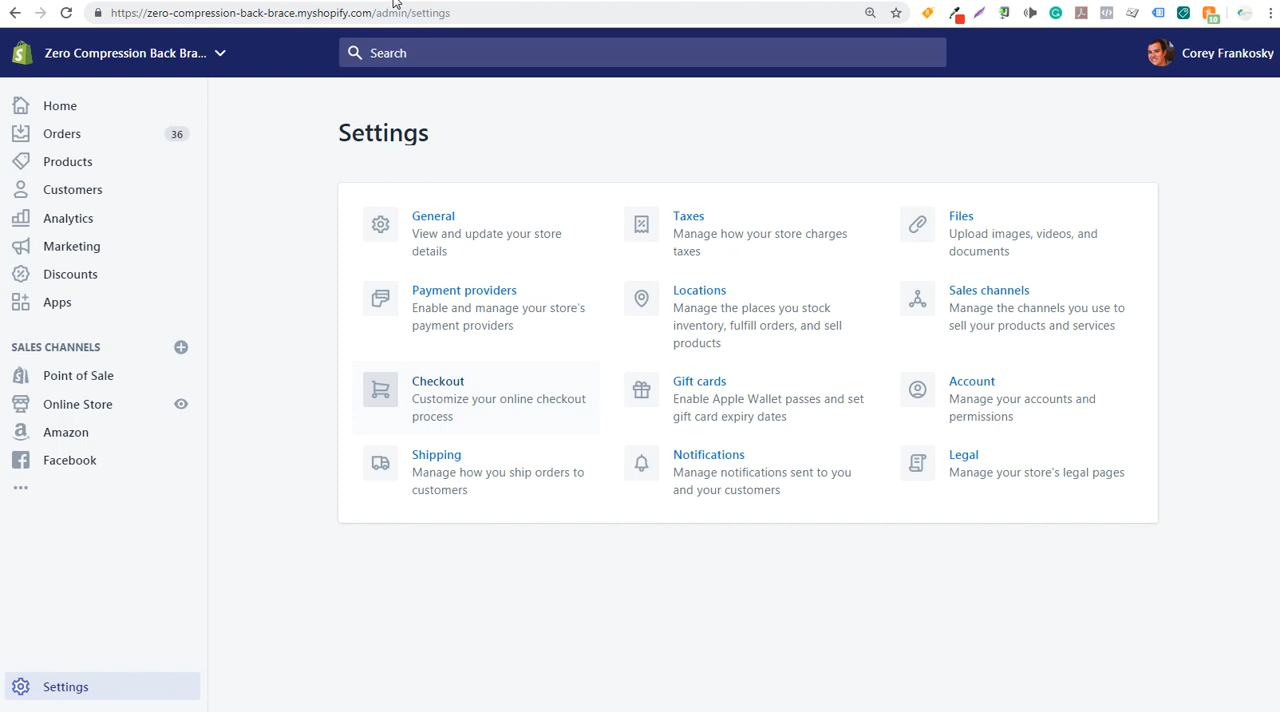 https://zero-compression-back-brace.myshopify.com/admin/settings
10
Zero Compression Back Bra...
Search
Corey Frankosky
Home
Orders 36
Products
Customers
Analytics
Marketing
Discounts
Apps
SALES CHANNELS
Point of Sale
Online Store
Amazon
Facebook
Settings
Settings
General
View and update your store
details
Taxes
Manage how your store charges
taxes
Files
Upload images, videos, and
documents
Payment providers
Enable and manage your store's
payment providers
Locations
Manage the places you stock
inventory, fulfill orders, and sell
products
Sales channels
Manage the channels you use to
sell your products and services
Checkout
Customize your online checkout
process
Gift cards
Enable Apple Wallet passes and set
gift card expiry dates
Account
Manage your accounts and
permissions
Shipping
Manage how you ship orders to
customers
Notifications
Manage notifications sent to you
and your customers
Legal
Manage your store's legal pages